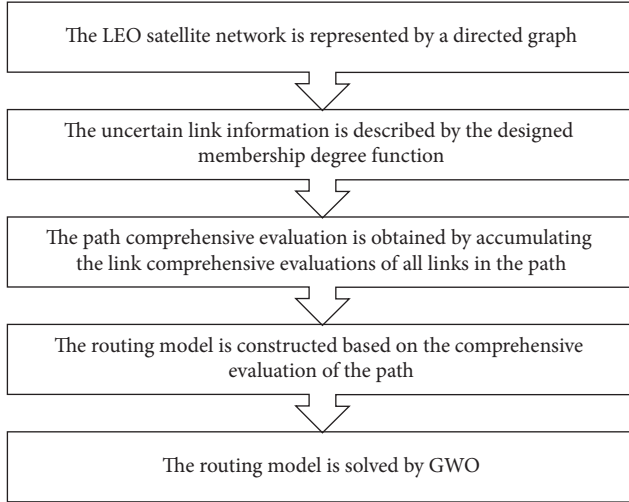 The LEO satellite network is represented by a directed graph
The uncertain link information is described by the designed
membership degree function
The path comprehensive evaluation is obtained by accumulating
the link comprehensive evaluations of all links in the path
The routing model is constructed based on the comprehensive
evaluation of the path
The routing model is solved by GWO